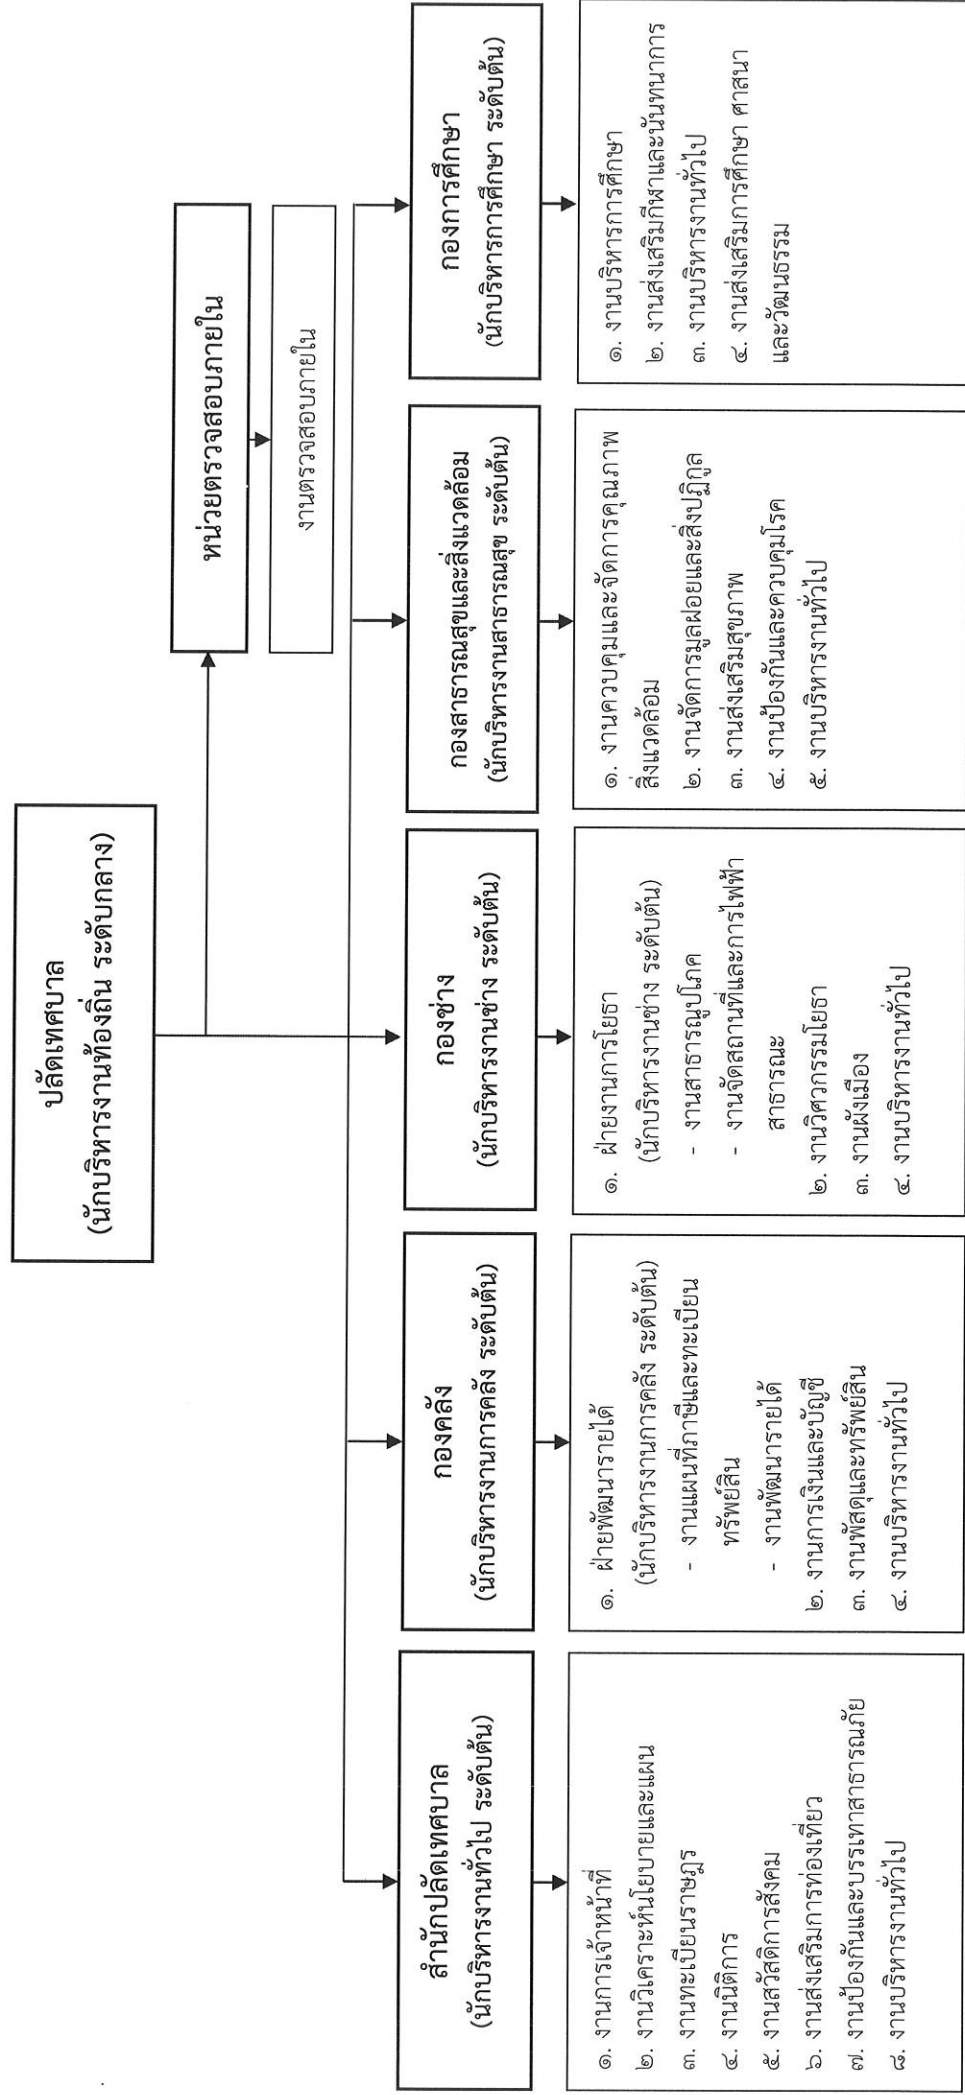 ปลัดเทศบาล
(นักบริหารงานท้องถิ่น ระดับกลาง)
หน่วยตรวจสอบภายใน
งานตรวจสอบภายใน
สำนักปลัดเทศบาล
(นักบริหารงานทั่วไป ระดับต้น)
๑. งานการเจ้าหน้าที่
๒. งานวิเคราะห์นโยบายและแผน
๓. งานทะเบียนราษฎร
๔. งานนิติการ
๕. งานสวัสดิการสังคม
๖. งานส่งเสริมการท่องเที่ยว
๗. งานป้องกันและบรรเทาสาธารณภัย
๘. งานบริหารงานทั่วไป
กองคลัง
(นักบริหารงานการคลัง ระดับต้น)
๑. ฝ่ายพัฒนารายได้
(นักบริหารงานการคลัง ระดับต้น)
- งานแผนที่ภาษีและทะเบียน
ทรัพย์สิน
- งานพัฒนารายได้
๒. งานการเงินและบัญชี
๓. งานพัสดุและทรัพย์สิน
๔. งานบริหารงานทั่วไป
กองช่าง
(นักบริหารงานช่าง ระดับต้น)
๑. ฝ่ายงานการโยธา
(นักบริหารงานช่าง ระดับต้น)
- งานสาธารณูปโภค
- งานจัดสถานที่และการไฟฟ้า
สาธารณะ
๒. งานวิศวกรรมโยธา
๓. งานผังเมือง
๔. งานบริหารงานทั่วไป
กองสาธารณสุขและสิ่งแวดล้อม
(นักบริหารงานสาธารณสุข ระดับต้น)
๑. งานควบคุมและจัดการคุณภาพ
สิ่งแวดล้อม
๒. งานจัดการมูลฝอยและสิ่งปฏิกูล
๓. งานส่งเสริมสุขภาพ
๔. งานป้องกันและควบคุมโรค
๕. งานบริหารงานทั่วไป
กองการศึกษา
(นักบริหารการศึกษา ระดับต้น)
๑. งานบริหารการศึกษา
๒. งานส่งเสริมกีฬาและนันทนาการ
๓. งานบริหารงานทั่วไป
๔. งานส่งเสริมการศึกษา ศาสนา
และวัฒนธรรม